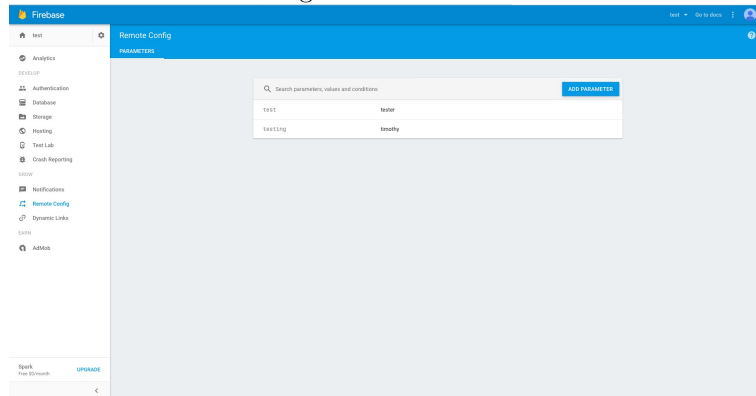 Firebase
test
Go to docs
test
Remote Config
PARAMETERS
Analytics
DEVELOP
Authentication
Database
Storage
Hosting
Test Lab
Crash Reporting
GROW
Notifications
Remote Config
Dynamic Links
EARN
AdMob
Search parameters, values and conditions
ADD PARAMETER
test tester
testing timothy
Spark
Free $0/month
UPGRADE